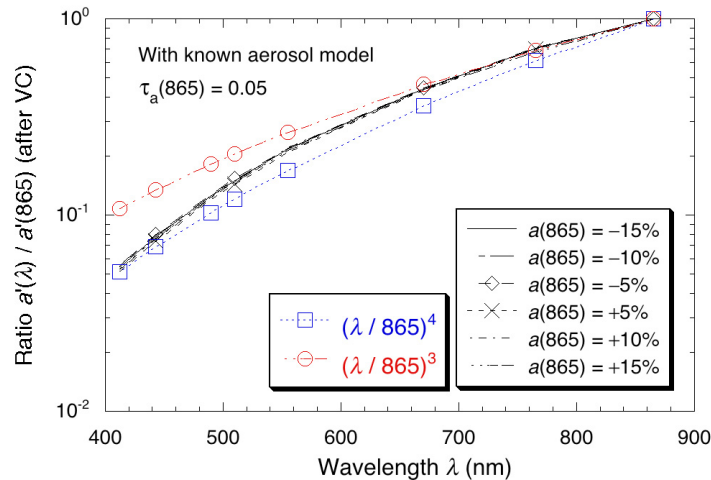 Ratio a'(λ) / a'(865) (after VC)
10⁰
10⁻¹
10⁻²
With known aerosol model
τₐ(865) = 0.05
(λ / 865)⁴
(λ / 865)³
a(865) = −15%
a(865) = −10%
a(865) = −5%
a(865) = +5%
a(865) = +10%
a(865) = +15%
400 500 600 700 800 900
Wavelength λ (nm)